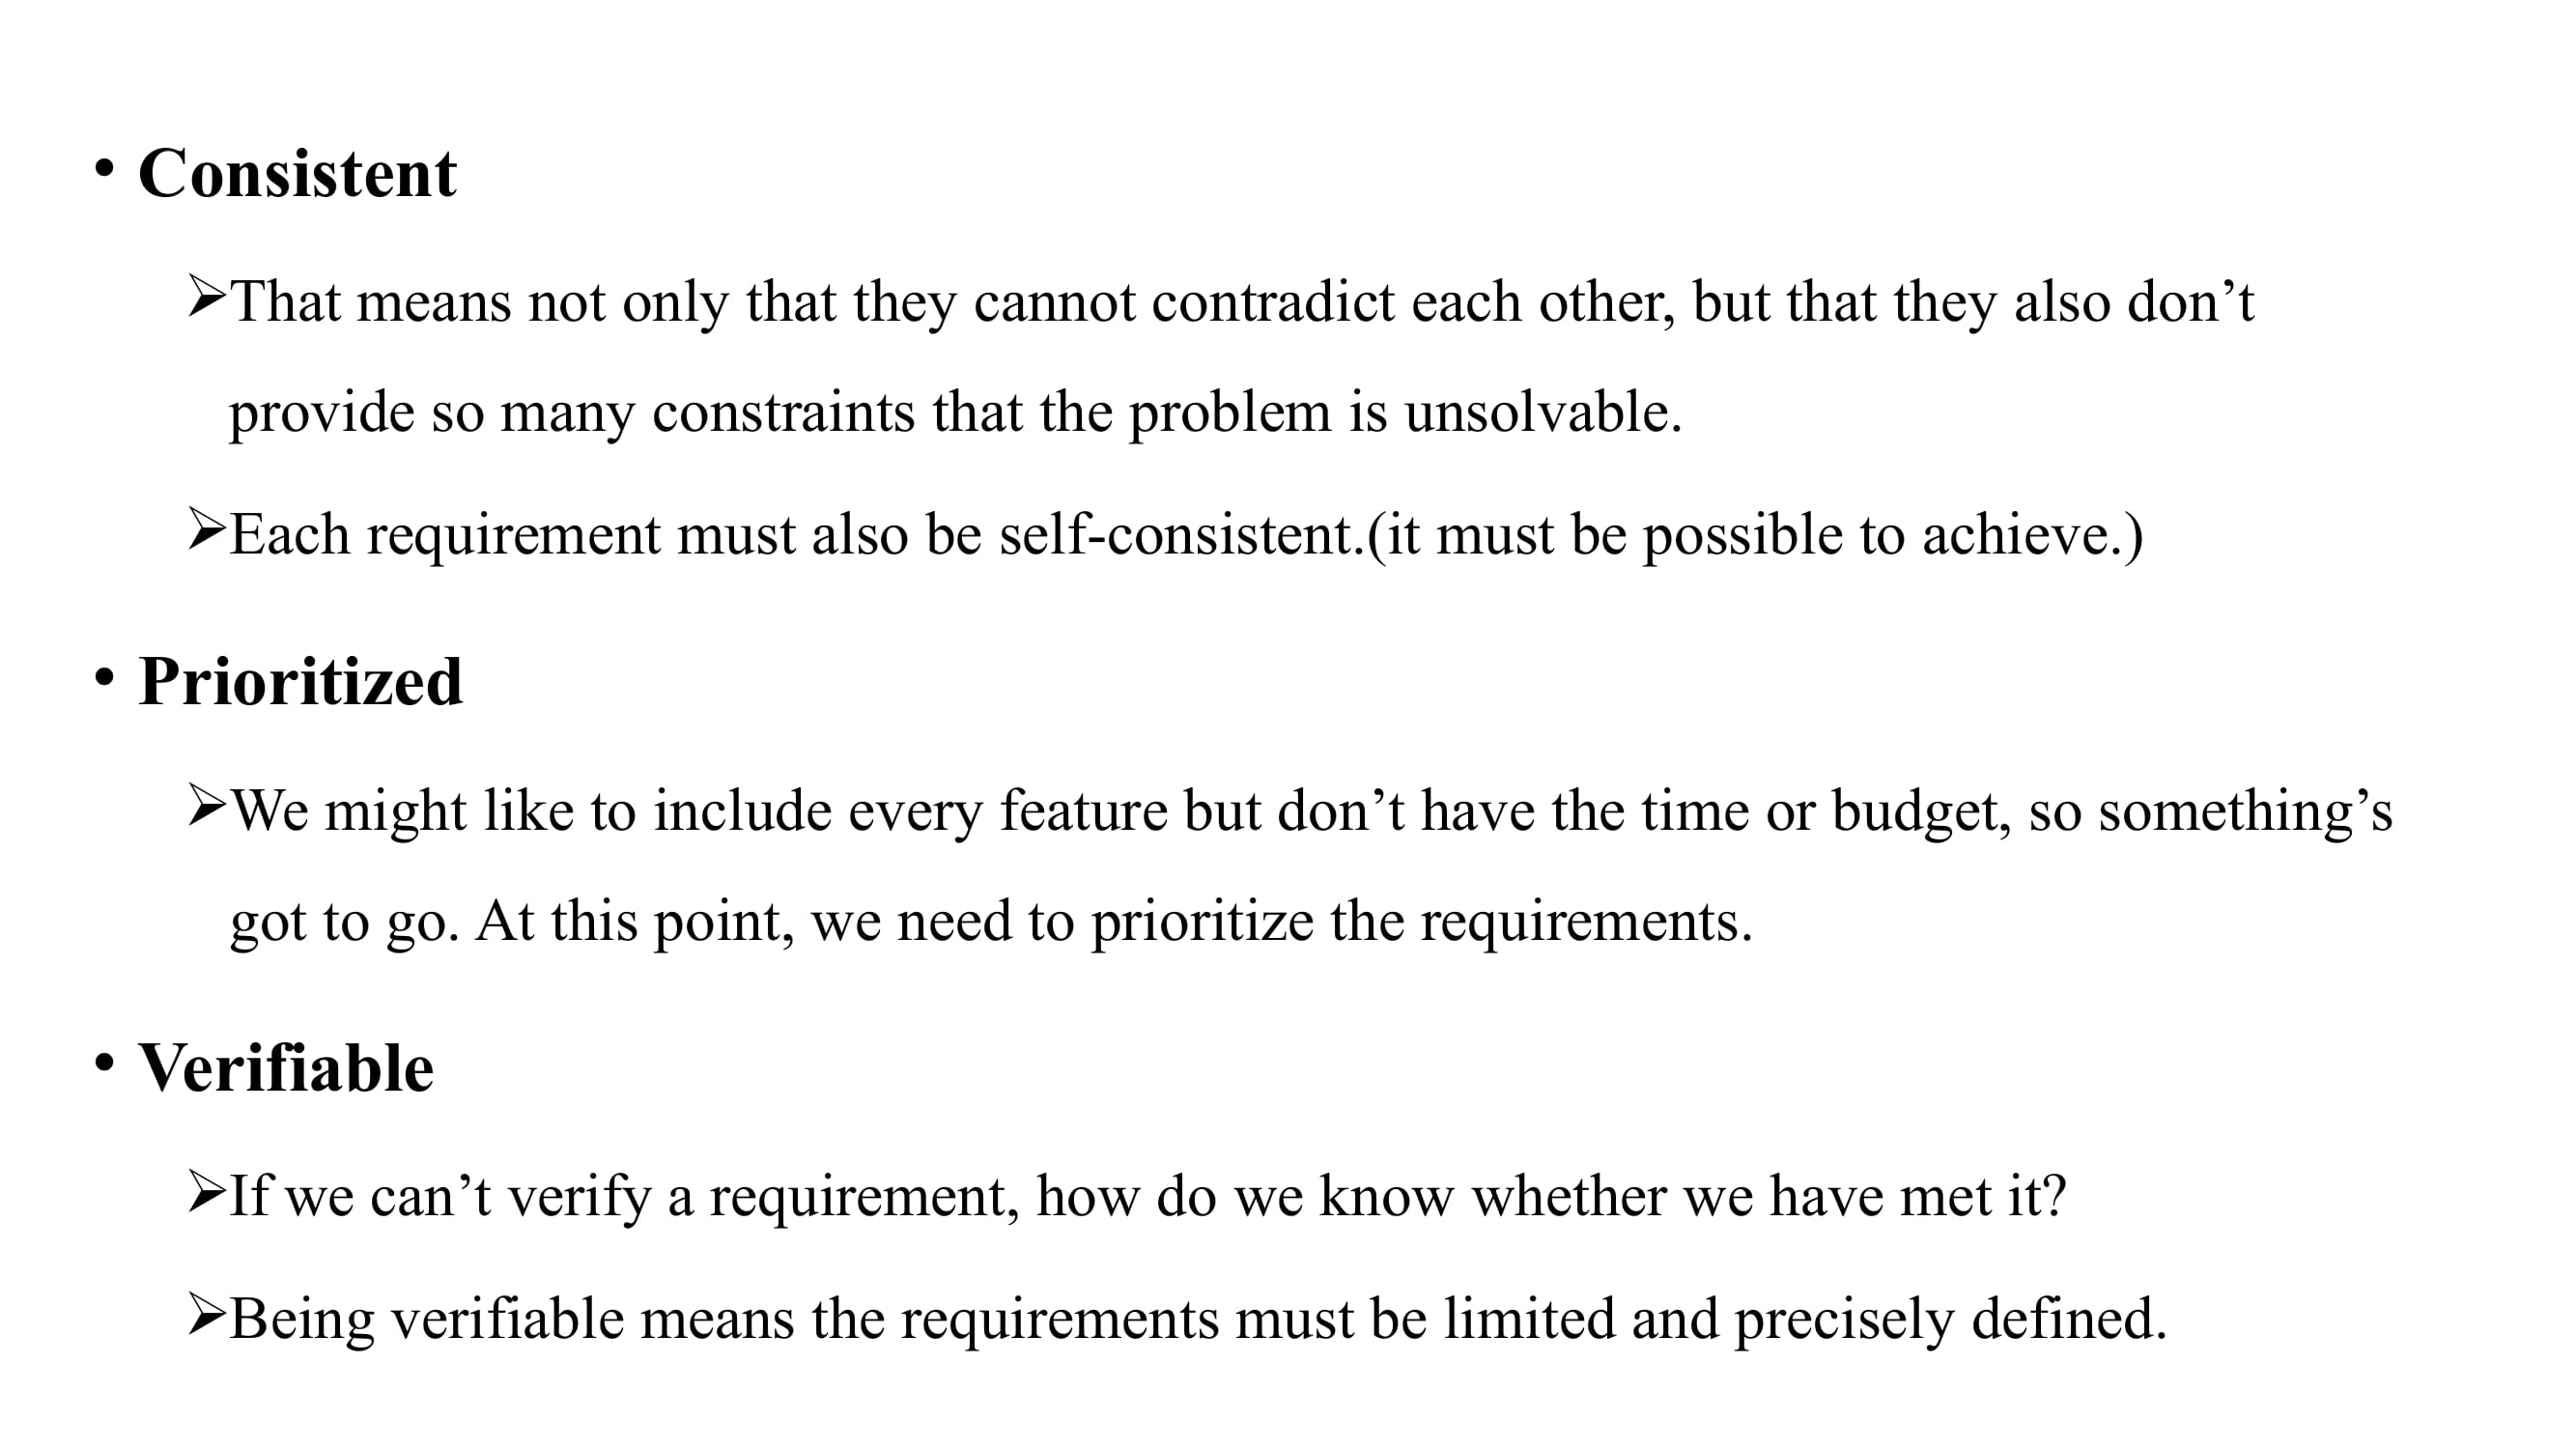 • Consistent
➢That means not only that they cannot contradict each other, but that they also don’t
provide so many constraints that the problem is unsolvable.
➢Each requirement must also be self-consistent.(it must be possible to achieve.)
• Prioritized
➢We might like to include every feature but don’t have the time or budget, so something’s
got to go. At this point, we need to prioritize the requirements.
• Verifiable
➢If we can’t verify a requirement, how do we know whether we have met it?
➢Being verifiable means the requirements must be limited and precisely defined.